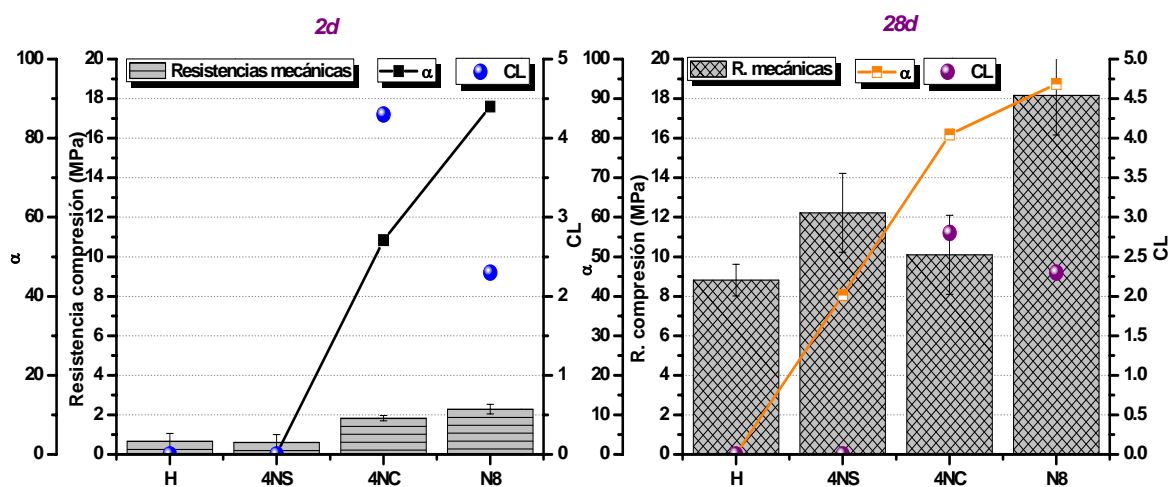 2d
Resistencias mecánicas
α
CL
100
80
60
40
20
0
α
20
18
16
14
12
10
8
6
4
2
0
Resistencia compresión (MPa)
5
4
3
2
1
0
CL
H
4NS
4NC
N8
28d
R. mecánicas
α
CL
100
90
80
70
60
50
40
30
20
10
0
α
20
18
16
14
12
10
8
6
4
2
0
R. compresión (MPa)
5.0
4.5
4.0
3.5
3.0
2.5
2.0
1.5
1.0
0.5
0.0
CL
H
4NS
4NC
N8